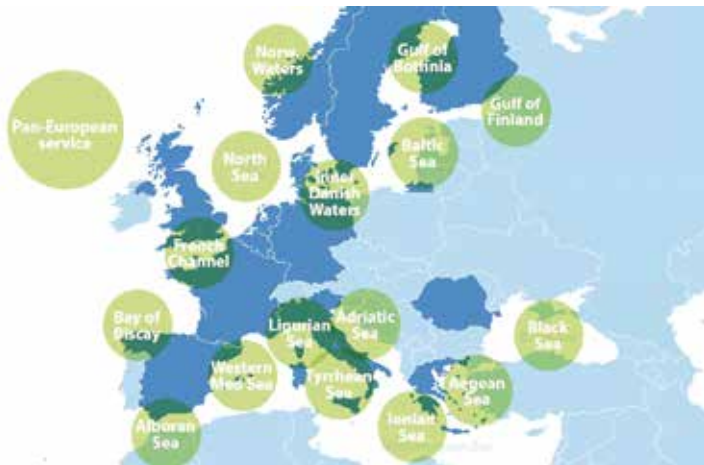 Norw.
Waters
Gulf of
Bottinia
Pan-European
service
Gulf of
Finland
North
Sea
Baltic
Sea
Inner
Danish
Waters
French
Channel
Bay of
Biscay
Ligurian
Sea
Adriatic
Sea
Black
Sea
Western
Med Sea
Tyrrhean
Sea
Aegean
Sea
Alboran
Sea
Ionian
Sea